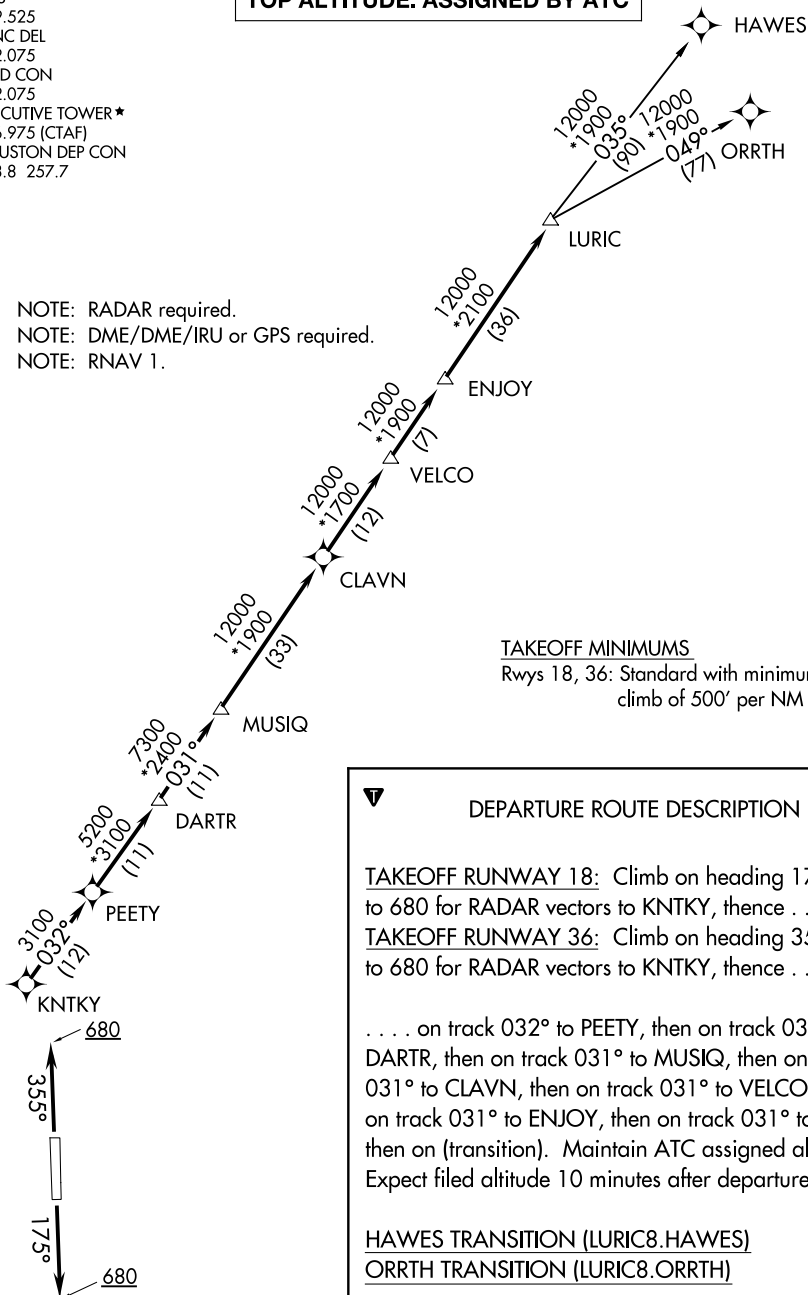 .525
NC DEL
2.075
D CON
2.075
CUTIVE TOWER★
.975 (CTAF)
USTON DEP CON
.8 257.7
TOP ALTITUDE: ASSIGNED BY ATC
HAWES
12000
*1900
035°
(90)
12000
*1900
049°
(77)
ORRTH
LURIC
12000
*2100
(36)
NOTE: RADAR required.
NOTE: DME/DME/IRU or GPS required.
NOTE: RNAV 1.
ENJOY
12000
*1900
(7)
VELCO
12000
*1700
(12)
CLAVN
12000
*1900
(33)
TAKEOFF MINIMUMS
Rwys 18, 36: Standard with minimum
climb of 500' per NM
MUSIQ
7300
*2400
031°
(11)
DARTR
5200
*3100
(11)
PEETY
3100
032°
(12)
KNTKY
680
355°
175°
680
T
DEPARTURE ROUTE DESCRIPTION
TAKEOFF RUNWAY 18: Climb on heading 17
to 680 for RADAR vectors to KNTKY, thence . .
TAKEOFF RUNWAY 36: Climb on heading 35
to 680 for RADAR vectors to KNTKY, thence . .
. . . . on track 032° to PEETY, then on track 03
DARTR, then on track 031° to MUSIQ, then on
031° to CLAVN, then on track 031° to VELCO
on track 031° to ENJOY, then on track 031° to
then on (transition). Maintain ATC assigned al
Expect filed altitude 10 minutes after departure
HAWES TRANSITION (LURIC8.HAWES)
ORRTH TRANSITION (LURIC8.ORRTH)